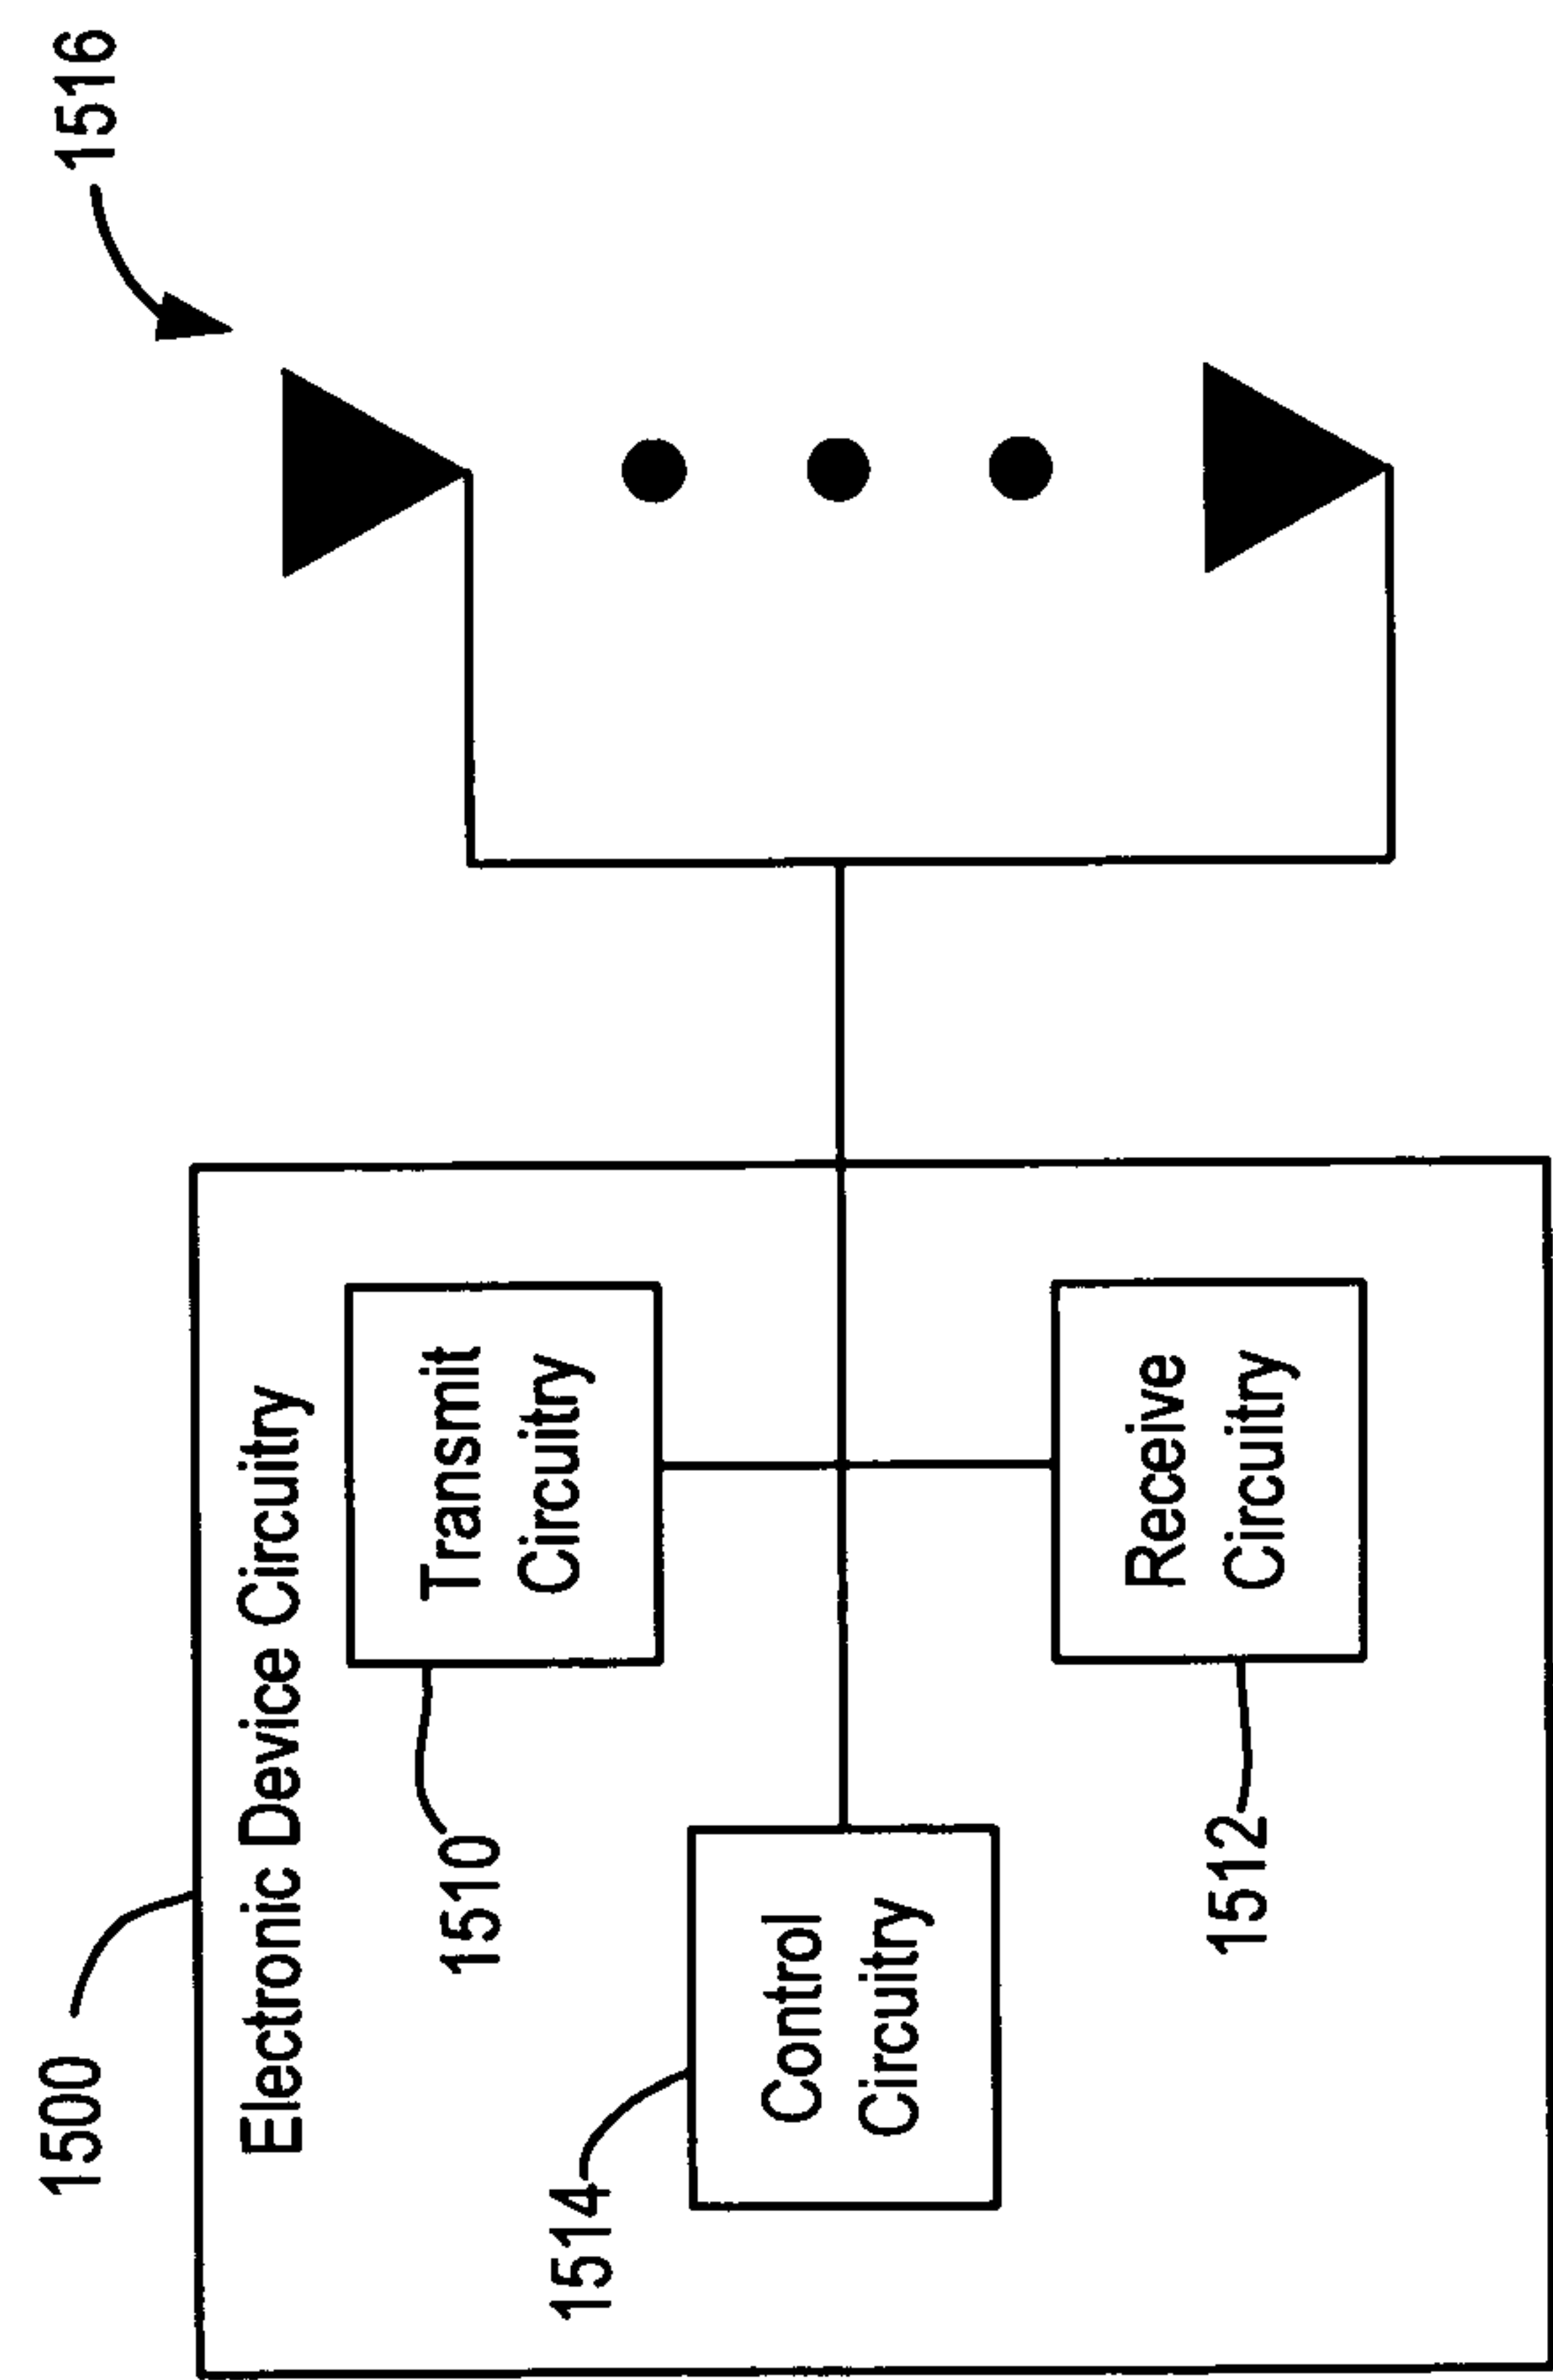 1500
Electronic Device Circuitry
1516
1510
Transmit
Circuitry
1514
Control
Circuitry
1512
Receive
Circuitry